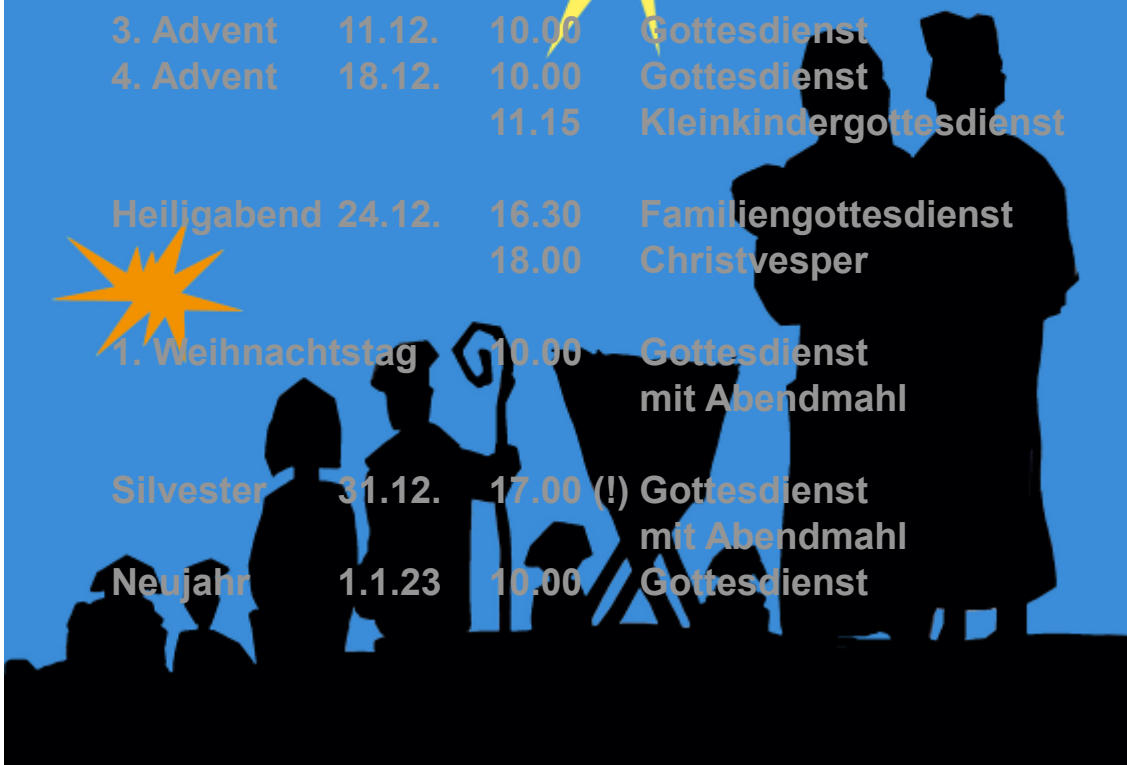 3. Advent 11.12. 10.00 Gottesdienst
4. Advent 18.12. 10.00 Gottesdienst
11.15 Kleinkindergottesdienst
Heiligabend 24.12. 16.30 Familiengottesdienst
18.00 Christvesper
1. Weihnachtstag 10.00 Gottesdienst
mit Abendmahl
Silvester 31.12. 17.00 (!) Gottesdienst
mit Abendmahl
Neujahr 1.1.23 10.00 Gottesdienst